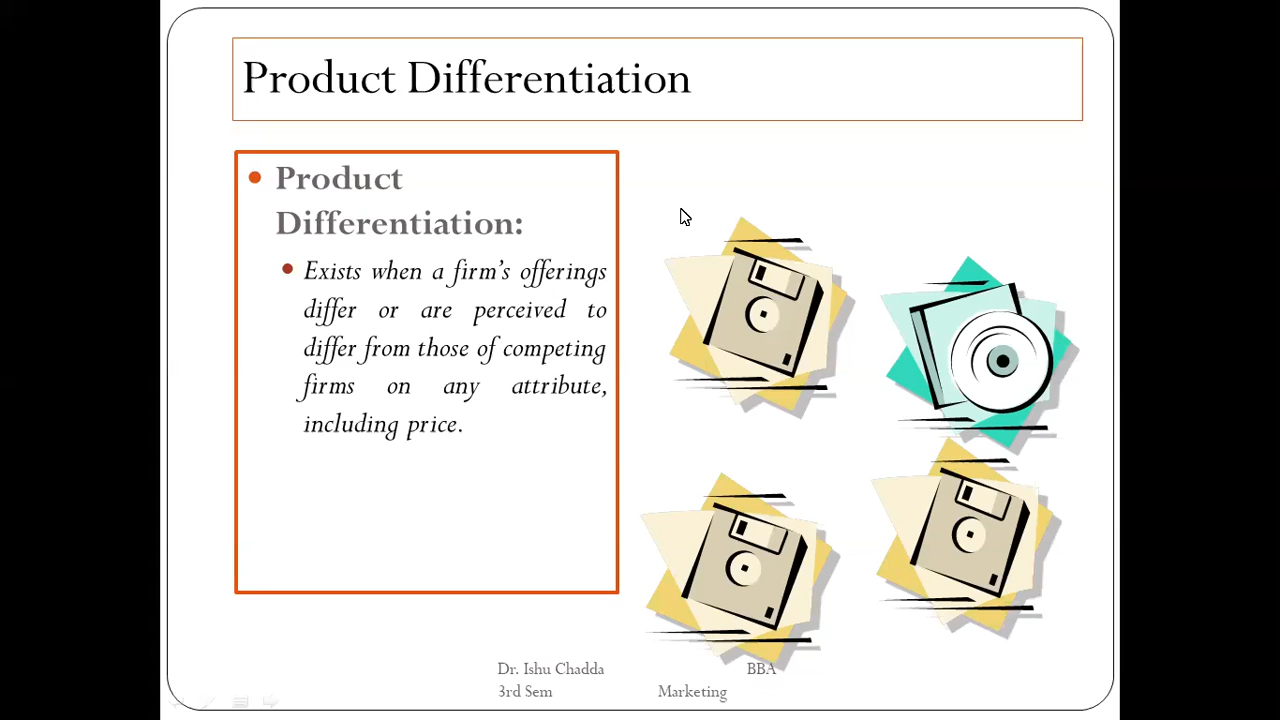 Product Differentiation
Product
Differentiation:
Exists when a firm's offerings
differ or are perceived to
differ from those of competing
firms on any attribute,
including price.
Dr. Ishu Chadda BBA
3rd Sem Marketing